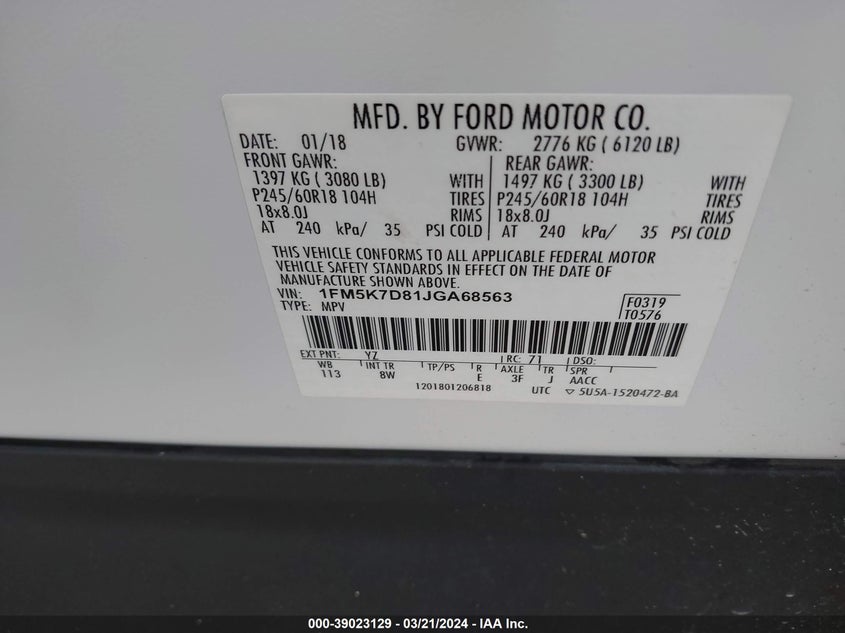 MFD. BY FORD MOTOR CO.
DATE: 01/18 GVWR: 2776 KG ( 6120 LB)
FRONT GAWR: REAR GAWR:
1397 KG ( 3080 LB) WITH 1497 KG ( 3300 LB) WITH
P245/60R18 104H TIRES P245/60R18 104H TIRES
18x8.0J RIMS 18x8.0J RIMS
AT 240 kPa/ 35 PSI COLD AT 240 kPa/ 35 PSI COLD
THIS VEHICLE CONFORMS TO ALL APPLICABLE FEDERAL MOTOR
VEHICLE SAFETY STANDARDS IN EFFECT ON THE DATE OF
MANUFACTURE SHOWN ABOVE.
VIN: 1FM5K7D81JGA68563 F0319
TYPE: MPV T0576
EXT PNT: YZ RC: 71 DSO:
WB INT TR TP/PS R AXLE TR SPR
113 8W E 3F J AACC
1201801206818 UTC ▽ 5U5A-1520472-BA
000-39023129 - 03/21/2024 - IAA Inc.